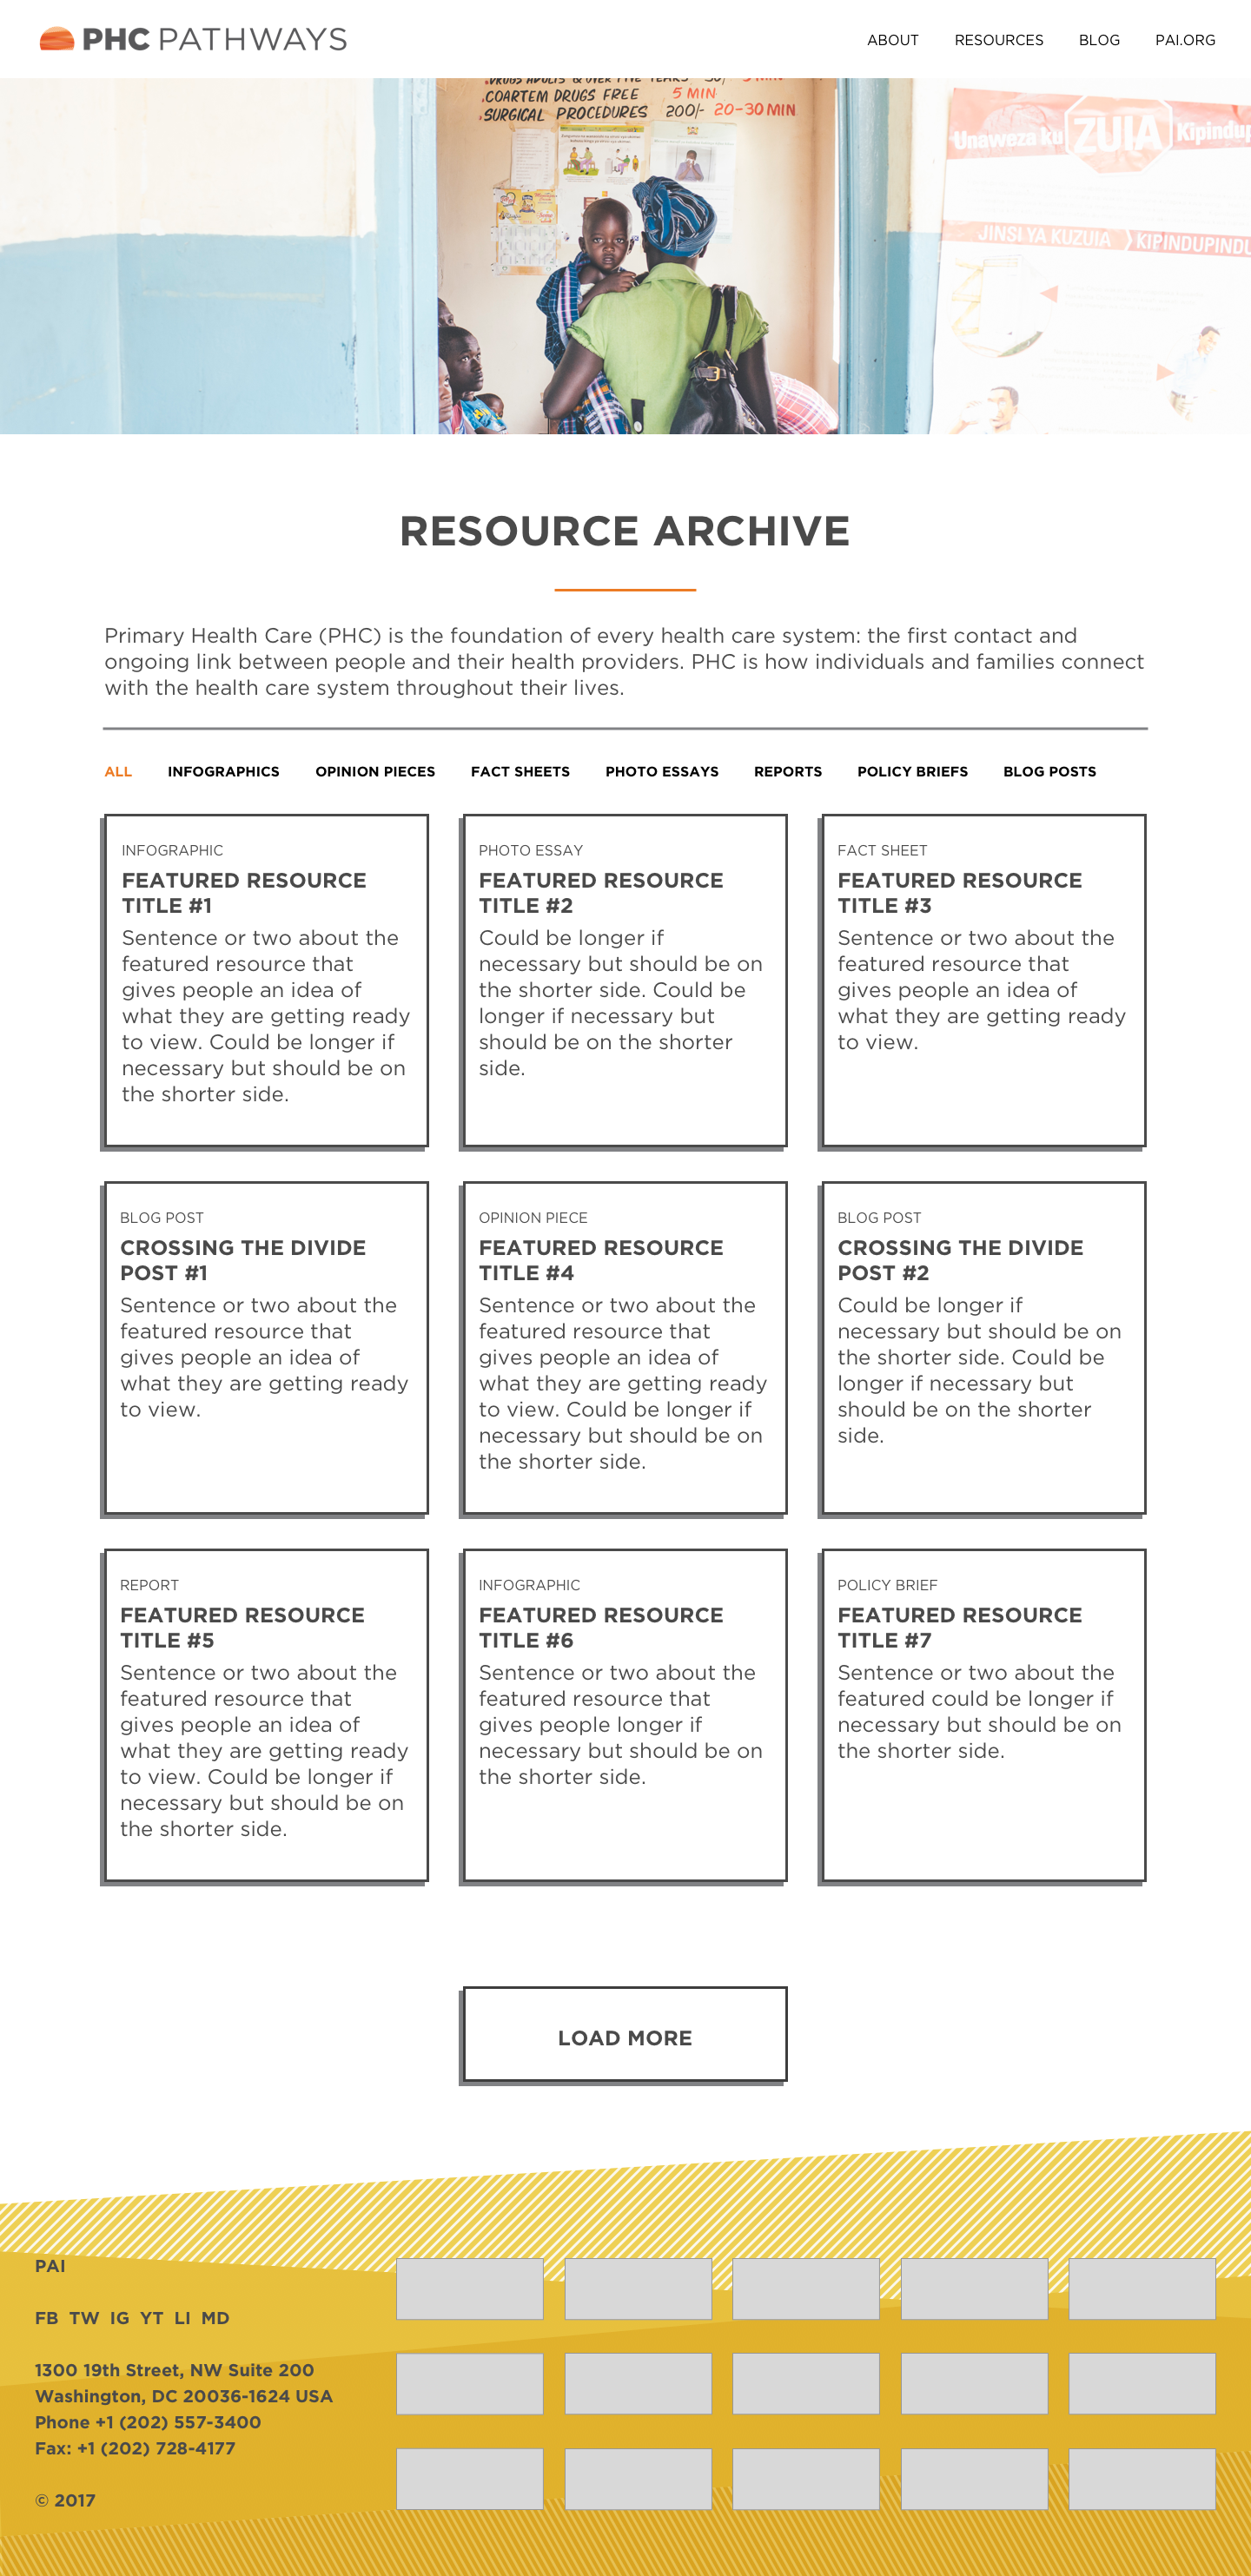 PHC PATHWAYS
ABOUT RESOURCES BLOG PAI.ORG
COARTEM DRUGS FREE 5 MIN
SURGICAL PROCEDURES 200/- 20-30 MIN
Unaweza ku ZUIA Kipindup
JINSI YA KUZUIA KIPINDUPINDU
RESOURCE ARCHIVE
Primary Health Care (PHC) is the foundation of every health care system: the first contact and
ongoing link between people and their health providers. PHC is how individuals and families connect
with the health care system throughout their lives.
ALL INFOGRAPHICS OPINION PIECES FACT SHEETS PHOTO ESSAYS REPORTS POLICY BRIEFS BLOG POSTS
INFOGRAPHIC
FEATURED RESOURCE
TITLE #1
Sentence or two about the
featured resource that
gives people an idea of
what they are getting ready
to view. Could be longer if
necessary but should be on
the shorter side.
PHOTO ESSAY
FEATURED RESOURCE
TITLE #2
Could be longer if
necessary but should be on
the shorter side. Could be
longer if necessary but
should be on the shorter
side.
FACT SHEET
FEATURED RESOURCE
TITLE #3
Sentence or two about the
featured resource that
gives people an idea of
what they are getting ready
to view.
BLOG POST
CROSSING THE DIVIDE
POST #1
Sentence or two about the
featured resource that
gives people an idea of
what they are getting ready
to view.
OPINION PIECE
FEATURED RESOURCE
TITLE #4
Sentence or two about the
featured resource that
gives people an idea of
what they are getting ready
to view. Could be longer if
necessary but should be on
the shorter side.
BLOG POST
CROSSING THE DIVIDE
POST #2
Could be longer if
necessary but should be on
the shorter side. Could be
longer if necessary but
should be on the shorter
side.
REPORT
FEATURED RESOURCE
TITLE #5
Sentence or two about the
featured resource that
gives people an idea of
what they are getting ready
to view. Could be longer if
necessary but should be on
the shorter side.
INFOGRAPHIC
FEATURED RESOURCE
TITLE #6
Sentence or two about the
featured resource that
gives people longer if
necessary but should be on
the shorter side.
POLICY BRIEF
FEATURED RESOURCE
TITLE #7
Sentence or two about the
featured could be longer if
necessary but should be on
the shorter side.
LOAD MORE
PAI
FB TW IG YT LI MD
1300 19th Street, NW Suite 200
Washington, DC 20036-1624 USA
Phone +1 (202) 557-3400
Fax: +1 (202) 728-4177
© 2017